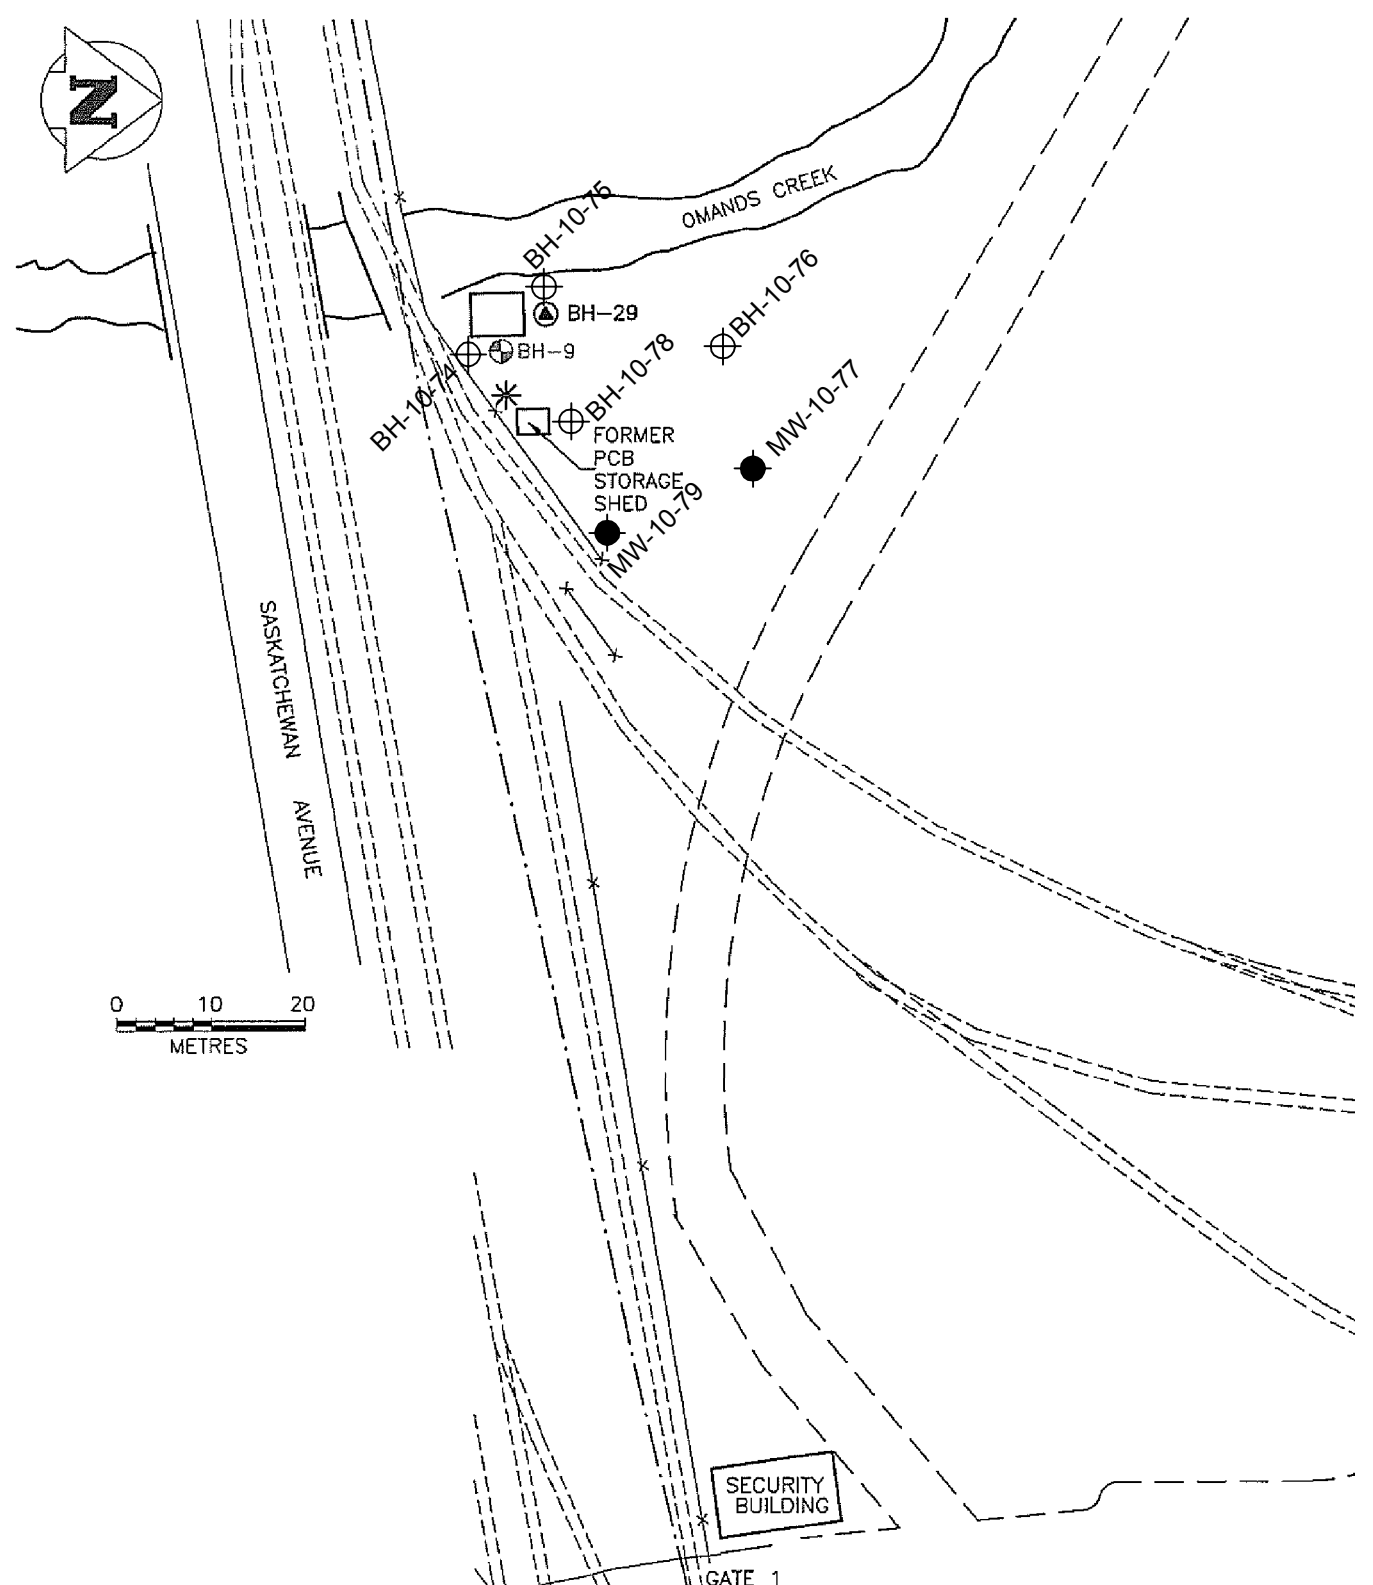 N
OMANDS CREEK
BH-10-75
BH-10-76
BH-29
BH-9
BH-10-74
BH-10-78
MW-10-77
FORMER
PCB
STORAGE
SHED
MW-10-79
SASKATCHEWAN AVENUE
0 10 20
METRES
SECURITY
BUILDING
GATE 1